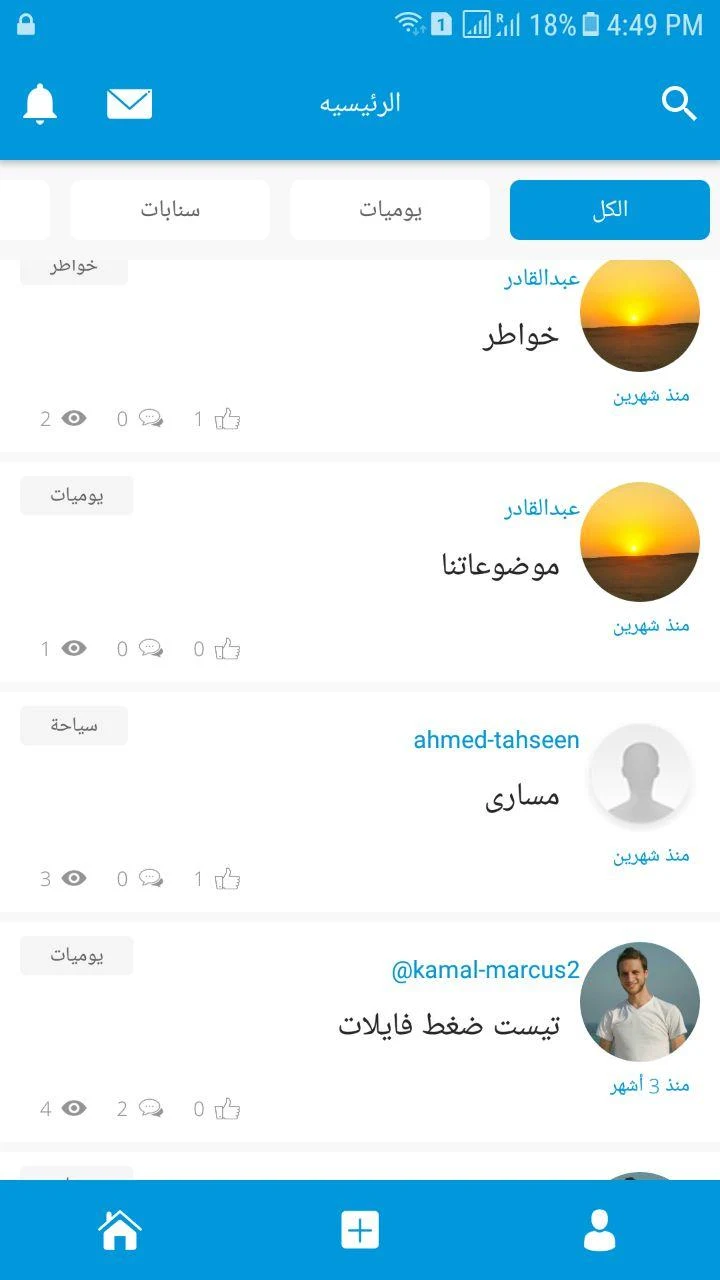 1 R 18% 4:49 PM
الرئيسيه
الكل
يوميات
سنابات
خواطر
عبدالقادر
خواطر
منذ شهرين
1 0 2
يوميات
عبدالقادر
موضوعاتنا
منذ شهرين
0 0 1
سياحة
ahmed-tahseen
مسارى
منذ شهرين
1 0 3
يوميات
@kamal-marcus2
تيست ضغط فايلات
منذ 3 أشهر
0 2 4